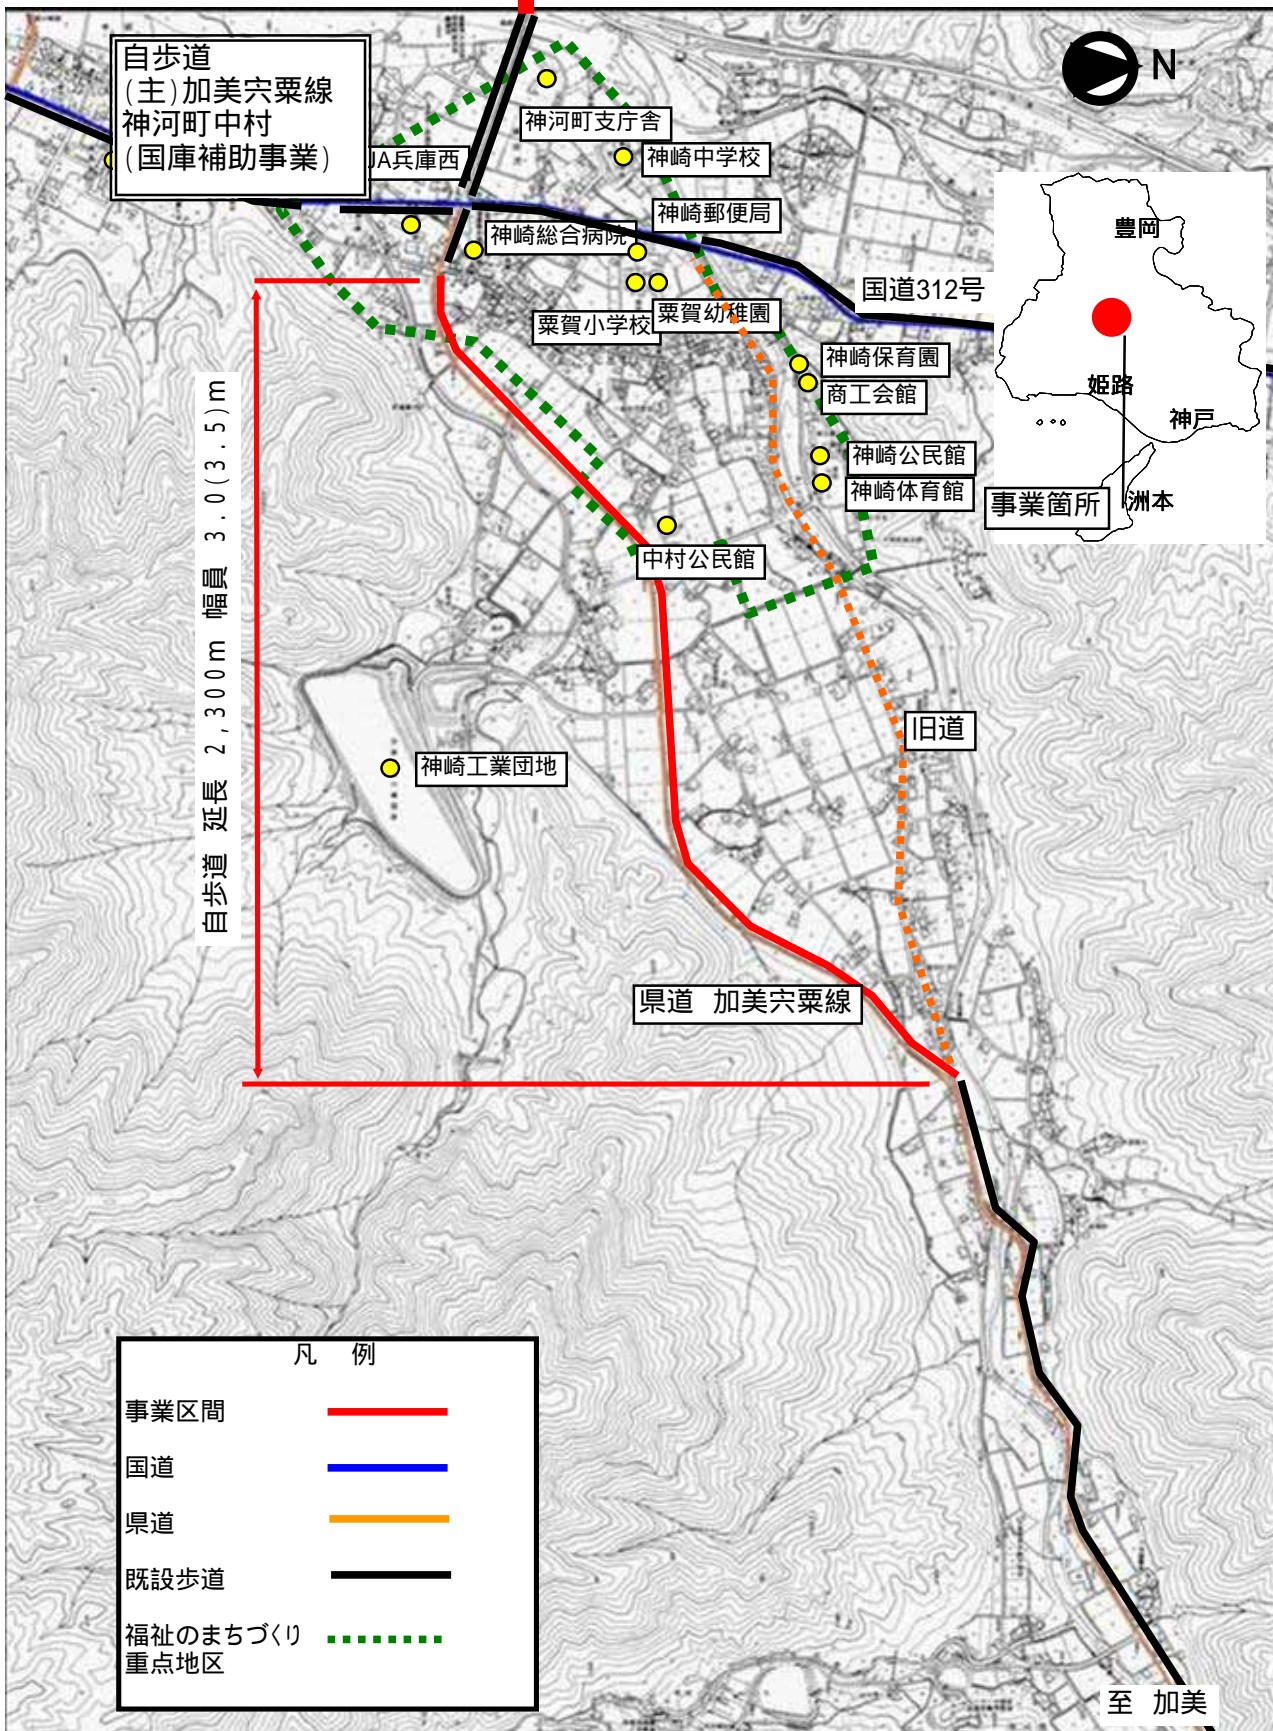 自歩道
(主)加美宍粟線
神河町中村
(国庫補助事業)
N
神河町支庁舎
JA兵庫西
神崎中学校
神崎郵便局
神崎総合病院
豊岡
国道312号
粟賀小学校
粟賀幼稚園
神崎保育園
商工会館
姫路
神戸
神崎公民館
神崎体育館
事業箇所
洲本
中村公民館
自歩道 延長 2,300m 幅員 3.0(3.5)m
旧道
神崎工業団地
県道 加美宍粟線
凡 例
事業区間
国道
県道
既設歩道
福祉のまちづくり
重点地区
至 加美